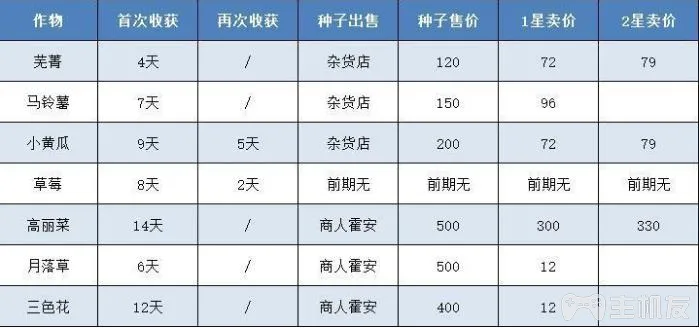 作物 首次收获 再次收获 种子出售 种子售价 1星卖价 2星卖价
芜菁 4天 / 杂货店 120 72 79
马铃薯 7天 / 杂货店 150 96
小黄瓜 9天 5天 杂货店 200 72 79
草莓 8天 2天 前期无 前期无 前期无 前期无
高丽菜 14天 / 商人霍安 500 300 330
月落草 6天 / 商人霍安 500 12
三色花 12天 / 商人霍安 400 12
主机友